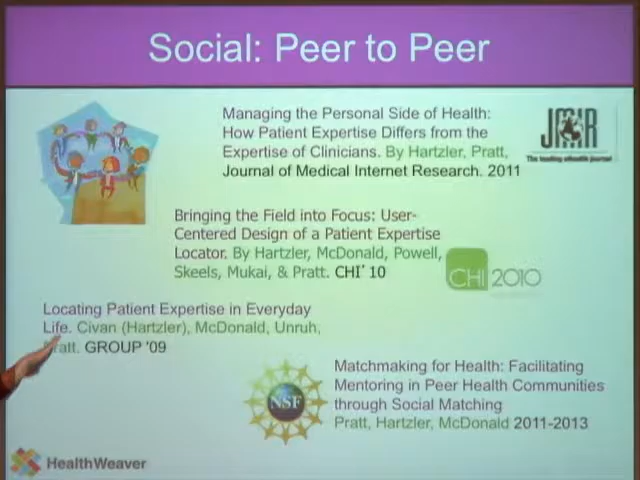 Social: Peer to Peer
Managing the Personal Side of Health:
How Patient Expertise Differs from the
Expertise of Clinicians. By Hartzler, Pratt,
Journal of Medical Internet Research. 2011
JMIR
The leading eHealth journal
Bringing the Field into Focus: User-
Centered Design of a Patient Expertise
Locator. By Hartzler, McDonald, Powell,
Skeels, Mukai, & Pratt. CHI' 10
CHI 2010
Locating Patient Expertise in Everyday
Life. Civan (Hartzler), McDonald, Unruh,
Pratt. GROUP '09
Matchmaking for Health: Facilitating
Mentoring in Peer Health Communities
through Social Matching
Pratt, Hartzler, McDonald 2011-2013
NSF
HealthWeaver